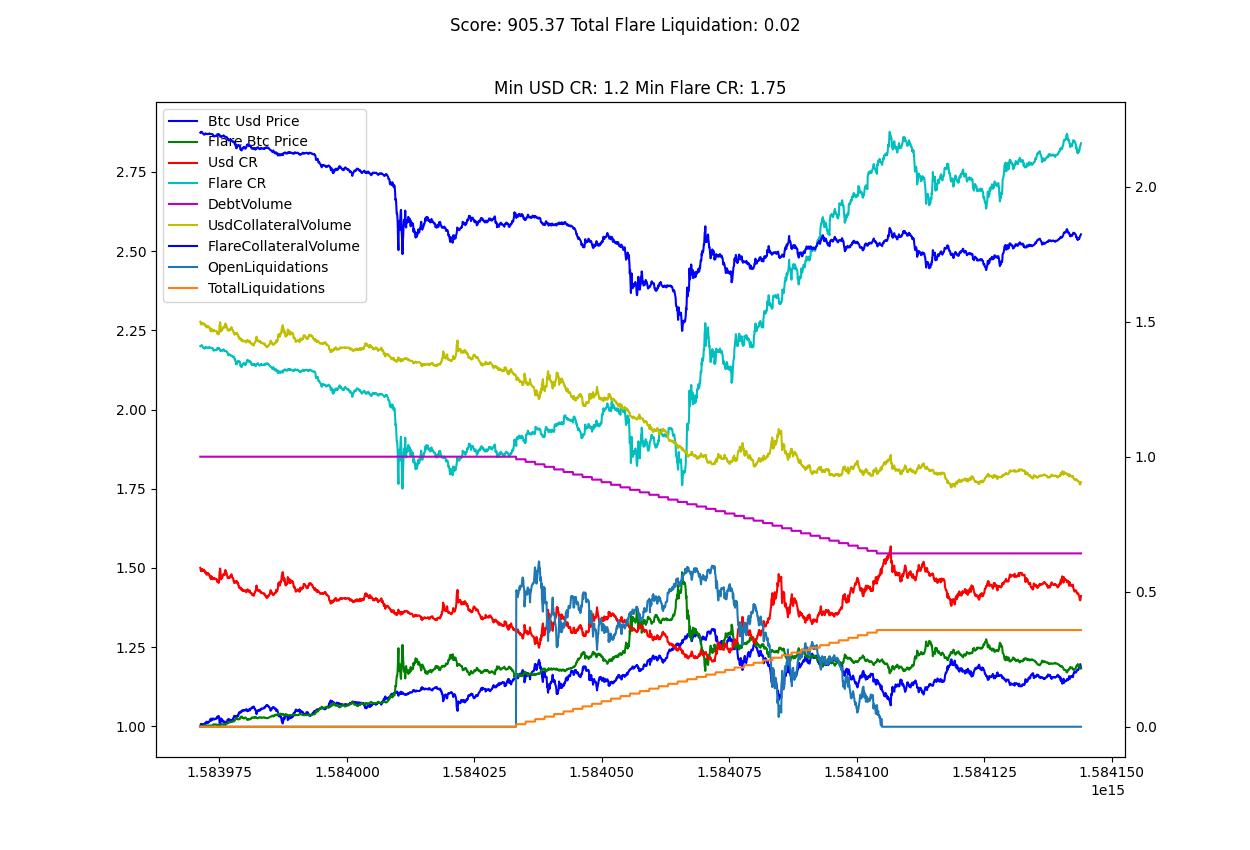 Score: 905.37 Total Flare Liquidation: 0.02
Min USD CR: 1.2 Min Flare CR: 1.75
Btc Usd Price
Flare Btc Price
Usd CR
Flare CR
DebtVolume
UsdCollateralVolume
FlareCollateralVolume
OpenLiquidations
TotalLiquidations
2.75
2.50
2.25
2.00
1.75
1.50
1.25
1.00
2.0
1.5
1.0
0.5
0.0
1.583975 1.584000 1.584025 1.584050 1.584075 1.584100 1.584125 1.584150
1e15